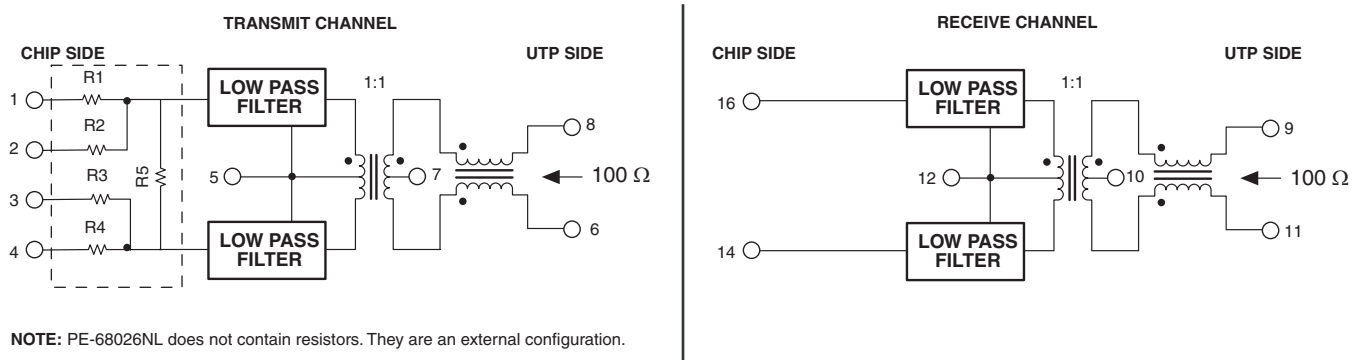 TRANSMIT CHANNEL
CHIP SIDE
UTP SIDE
R1
1
R2
2
R3
3
R4
4
R5
LOW PASS
FILTER
1:1
5
7
8
100 Ω
6
LOW PASS
FILTER
NOTE: PE-68026NL does not contain resistors. They are an external configuration.
RECEIVE CHANNEL
CHIP SIDE
UTP SIDE
16
LOW PASS
FILTER
1:1
12
10
9
100 Ω
11
14
LOW PASS
FILTER